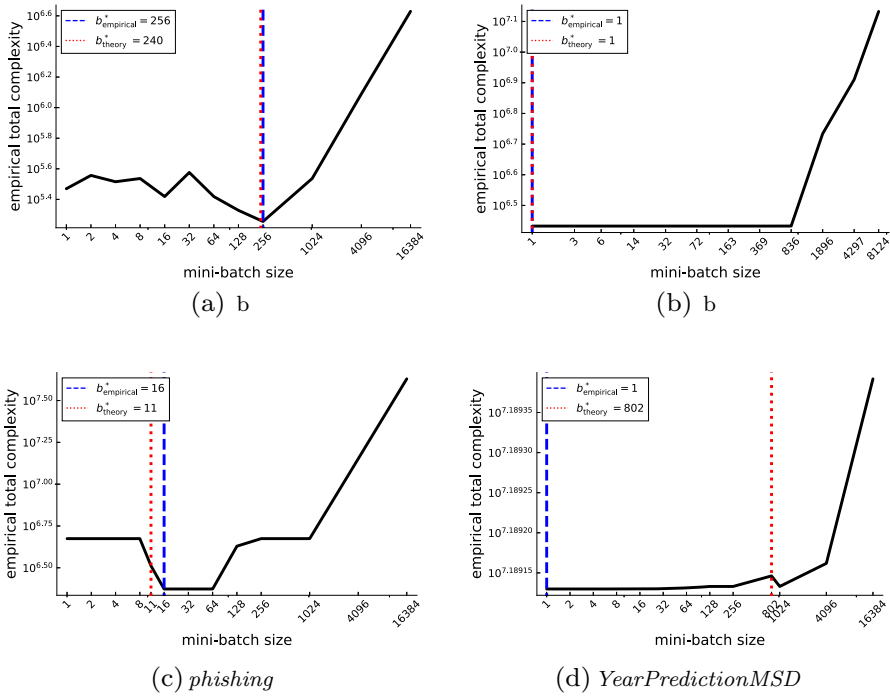 b*empirical = 256
b*theory = 240
empirical total complexity
10^6.6
10^6.4
10^6.2
10^6.0
10^5.8
10^5.6
10^5.4
1 2 4 8 16 32 64 128 256 1024 4096 16384
mini-batch size
(a) b
b*empirical = 1
b*theory = 1
empirical total complexity
10^7.1
10^7.0
10^6.9
10^6.8
10^6.7
10^6.6
10^6.5
1 3 6 14 32 72 163 369 836 1896 4297 8124
mini-batch size
(b) b
b*empirical = 16
b*theory = 11
empirical total complexity
10^7.50
10^7.25
10^7.00
10^6.75
10^6.50
1 2 4 8 11 16 32 64 128 256 1024 4096 16384
mini-batch size
(c) phishing
b*empirical = 1
b*theory = 802
empirical total complexity
10^7.18935
10^7.18930
10^7.18925
10^7.18920
10^7.18915
1 2 4 8 16 32 64 128 256 802 1024 4096 16384
mini-batch size
(d) YearPredictionMSD